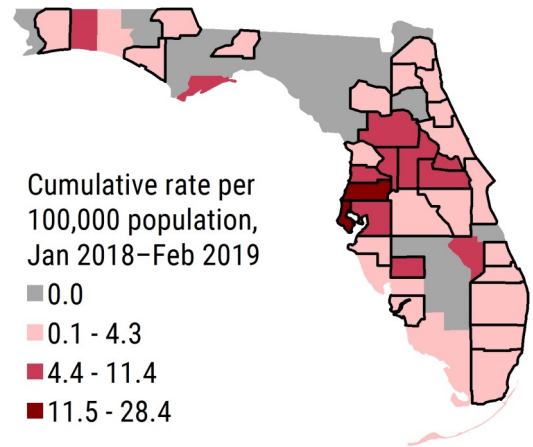 Cumulative rate per
100,000 population,
Jan 2018–Feb 2019
0.0
0.1 - 4.3
4.4 - 11.4
11.5 - 28.4